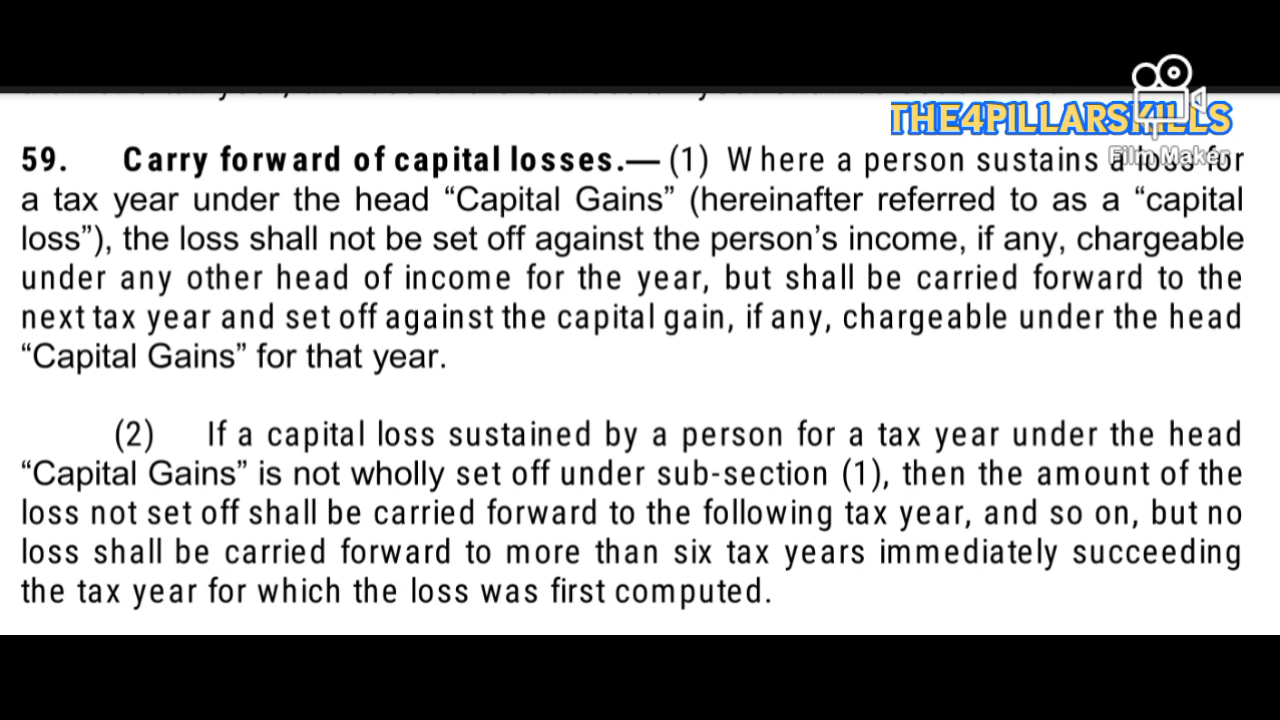 THE4PILLARSKILLS
Film Maker
59. Carry forward of capital losses.— (1) Where a person sustains a loss for
a tax year under the head “Capital Gains” (hereinafter referred to as a “capital
loss”), the loss shall not be set off against the person’s income, if any, chargeable
under any other head of income for the year, but shall be carried forward to the
next tax year and set off against the capital gain, if any, chargeable under the head
“Capital Gains” for that year.
(2) If a capital loss sustained by a person for a tax year under the head
“Capital Gains” is not wholly set off under sub-section (1), then the amount of the
loss not set off shall be carried forward to the following tax year, and so on, but no
loss shall be carried forward to more than six tax years immediately succeeding
the tax year for which the loss was first computed.